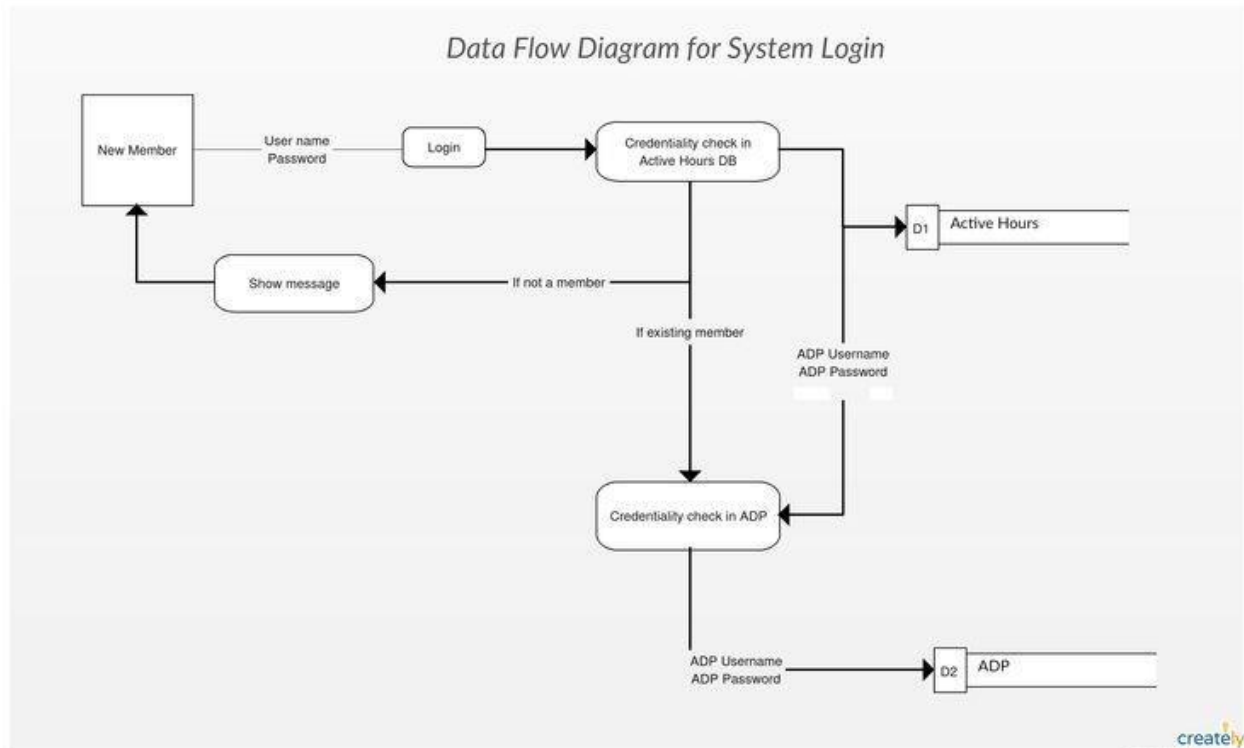 Data Flow Diagram for System Login
New Member
User name
Password
Login
Credentiality check in
Active Hours DB
D1
Active Hours
Show message
If not a member
If existing member
ADP Username
ADP Password
Credentiality check in ADP
ADP Username
ADP Password
D2
ADP
creately